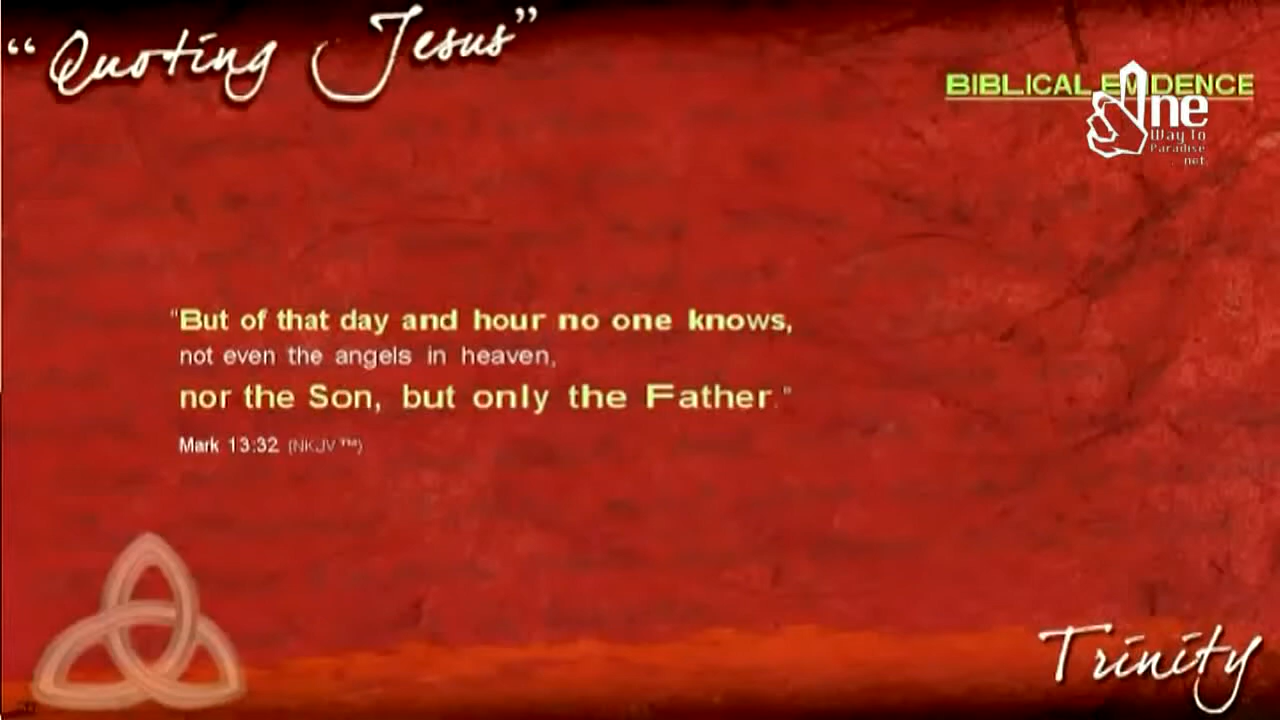 “Quoting Jesus”
BIBLICAL EVIDENCE
One
Way To
Paradise
.net
"But of that day and hour no one knows,
not even the angels in heaven,
nor the Son, but only the Father."
Mark 13:32 (NKJV™)
Trinity